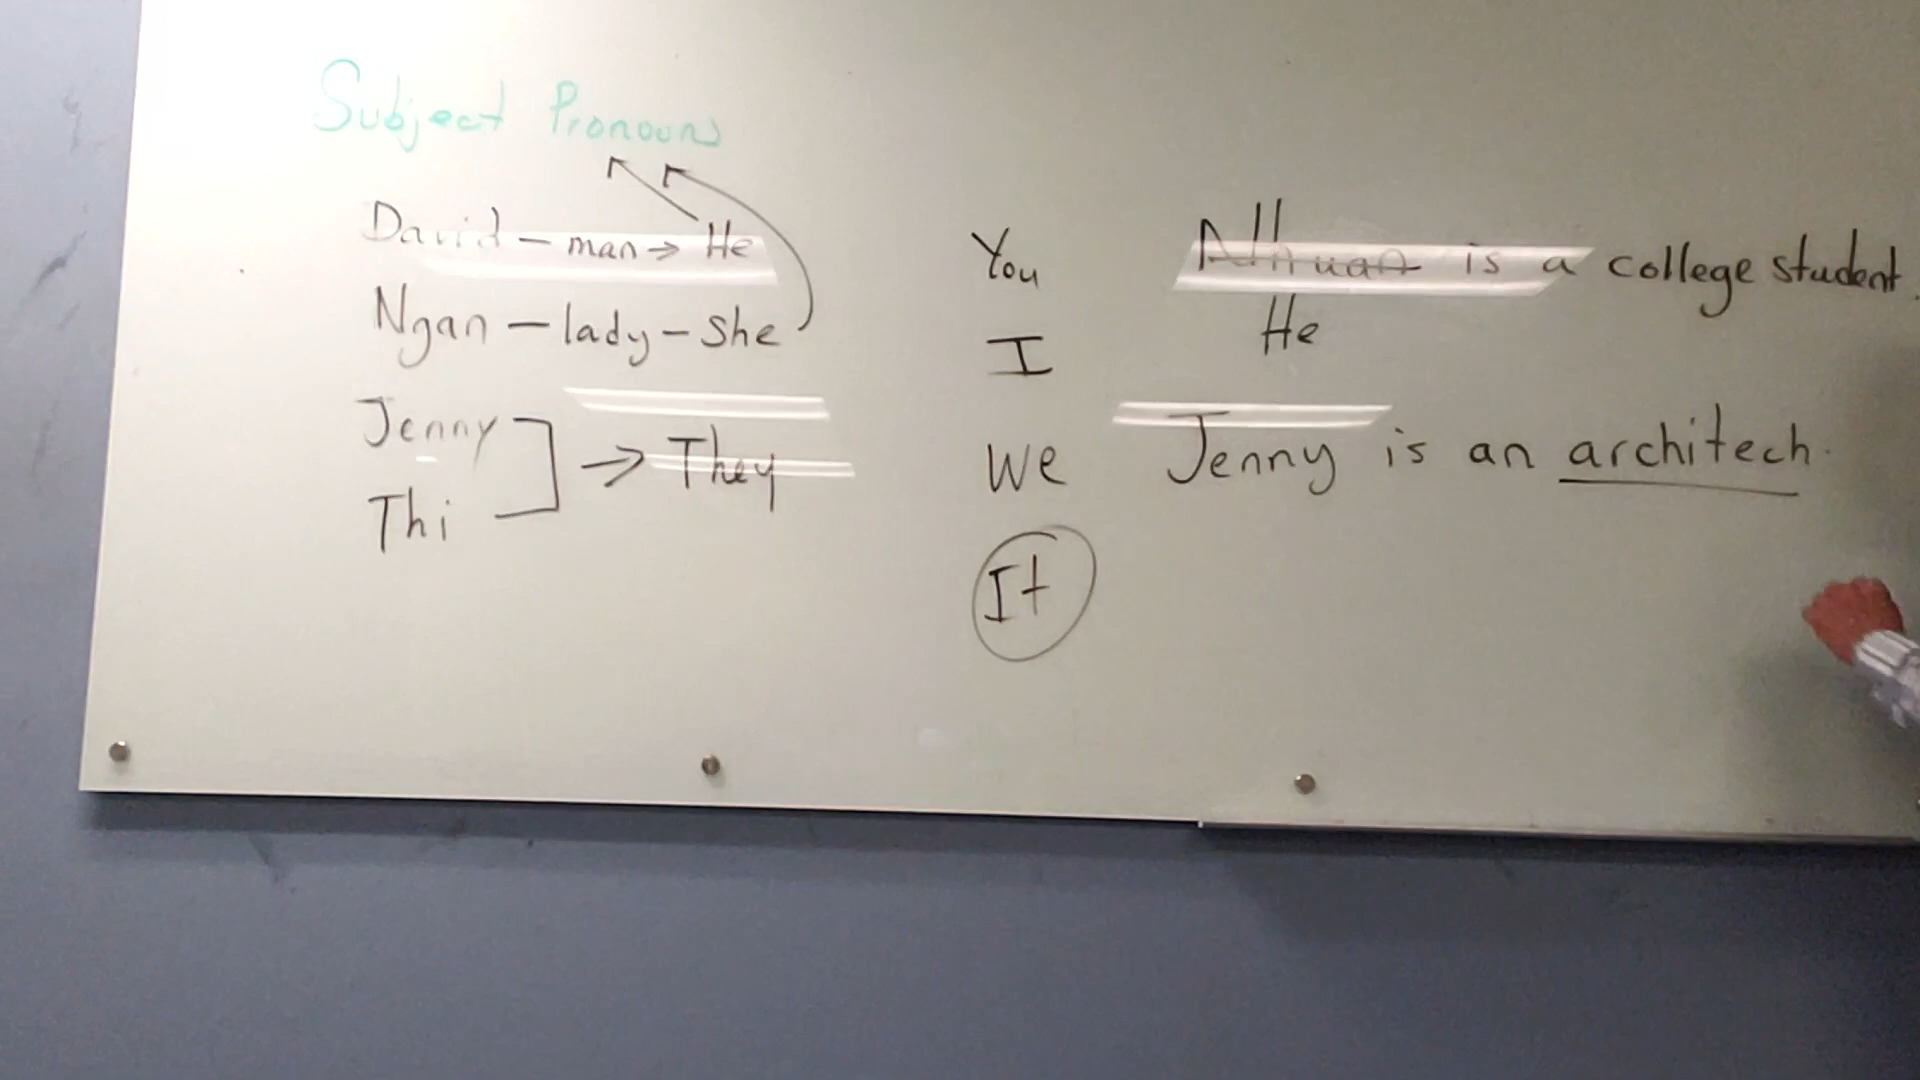 Subject Pronouns
David – man → He
Ngan – lady – she
Jenny
Thi
→ They
You
I
We
It
is a college student.
He
Jenny is an architech.